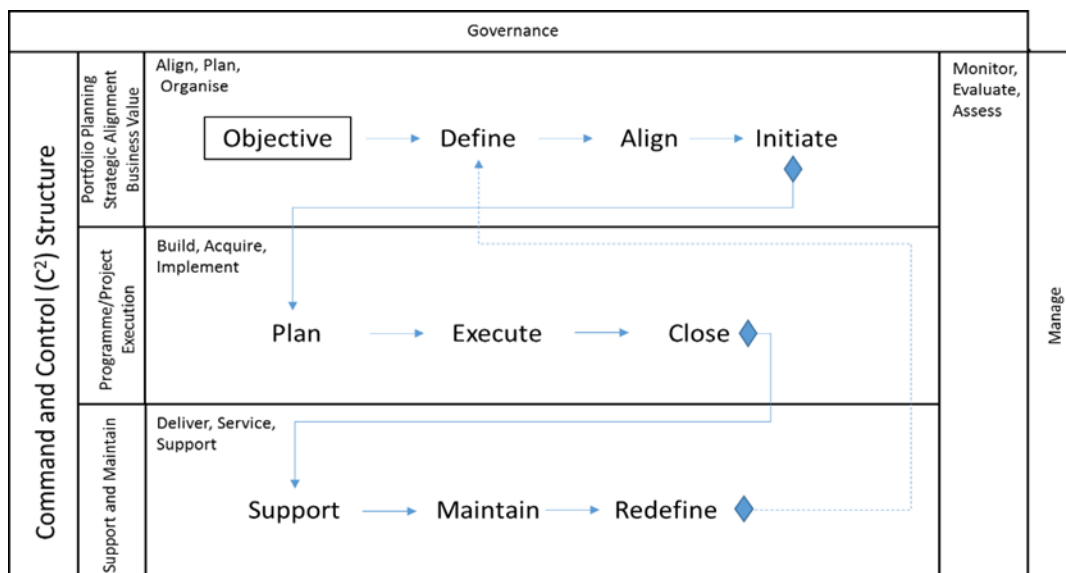 Governance
Command and Control (C²) Structure
Portfolio Planning
Strategic Alignment
Business Value
Align, Plan,
Organise
Objective
Define
Align
Initiate
Monitor,
Evaluate,
Assess
Manage
Programme/Project
Execution
Build, Acquire,
Implement
Plan
Execute
Close
Support and Maintain
Deliver, Service,
Support
Support
Maintain
Redefine